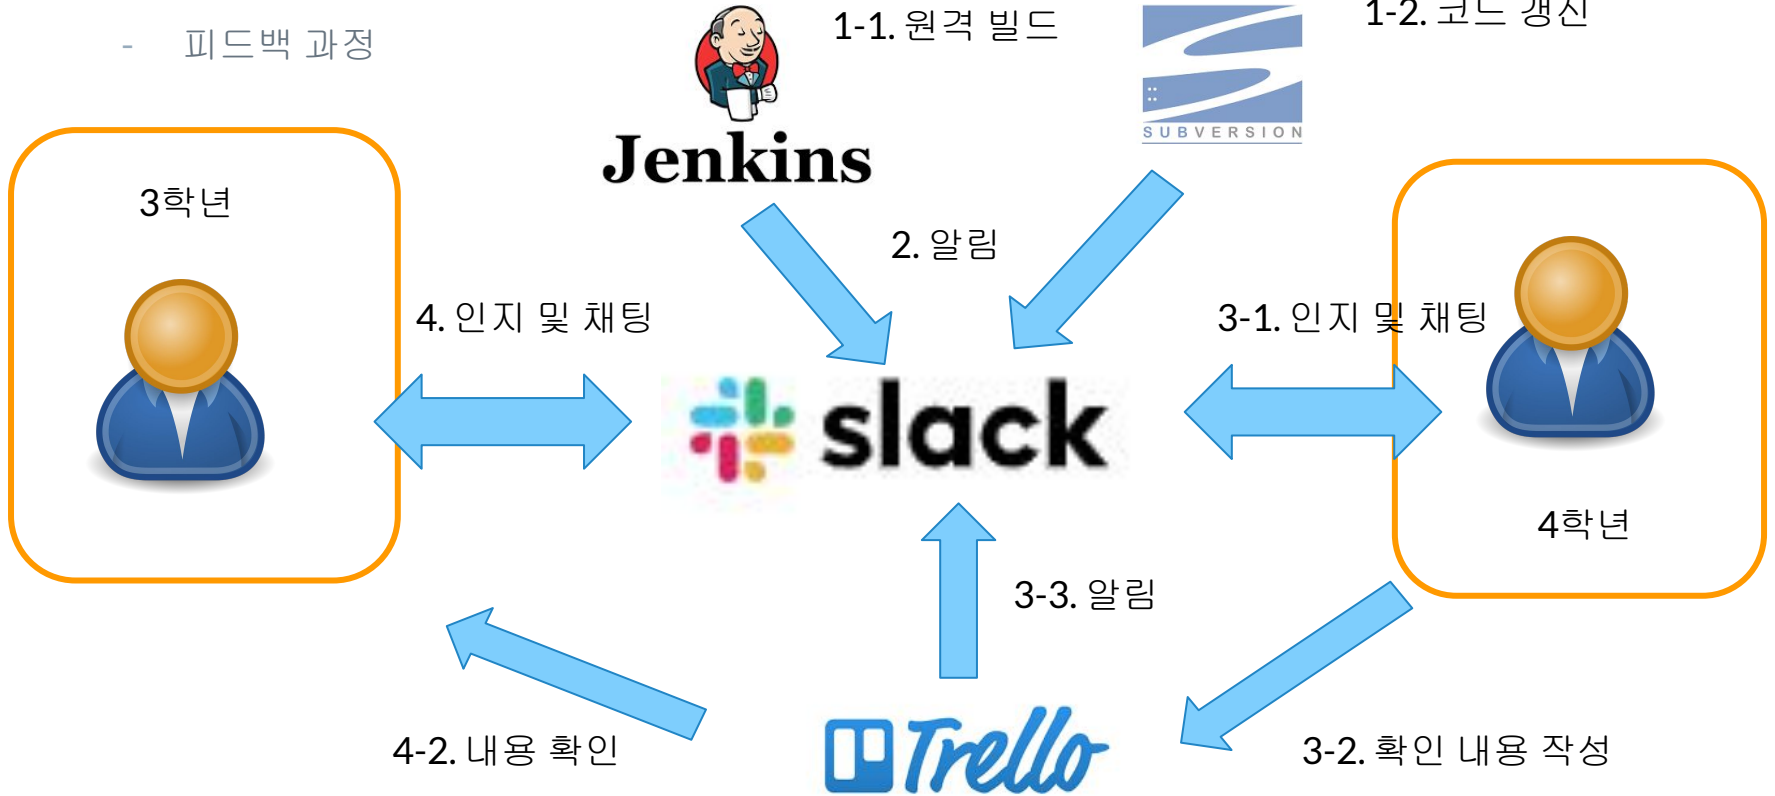 - 피드백 과정
1-1. 원격 빌드
1-2. 코드 갱신
Jenkins
SUBVERSION
3학년
2. 알림
4. 인지 및 채팅
3-1. 인지 및 채팅
slack
4학년
3-3. 알림
4-2. 내용 확인
Trello
3-2. 확인 내용 작성